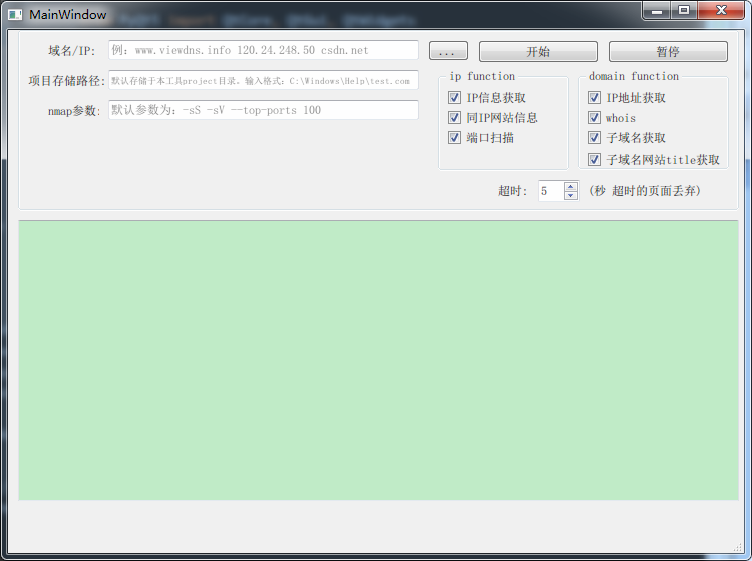 MainWindow
import QtCore, QtGui, QtWidgets
域名/IP:
例：www.viewdns.info 120.24.248.50 csdn.net
...
开始
暂停
项目存储路径:
默认存储于本工具project目录。输入格式：C:\Windows\Help\test.com
nmap参数:
默认参数为：-sS -sV --top-ports 100
ip function
IP信息获取
同IP网站信息
端口扫描
domain function
IP地址获取
whois
子域名获取
子域名网站title获取
超时:
5
(秒 超时的页面丢弃)